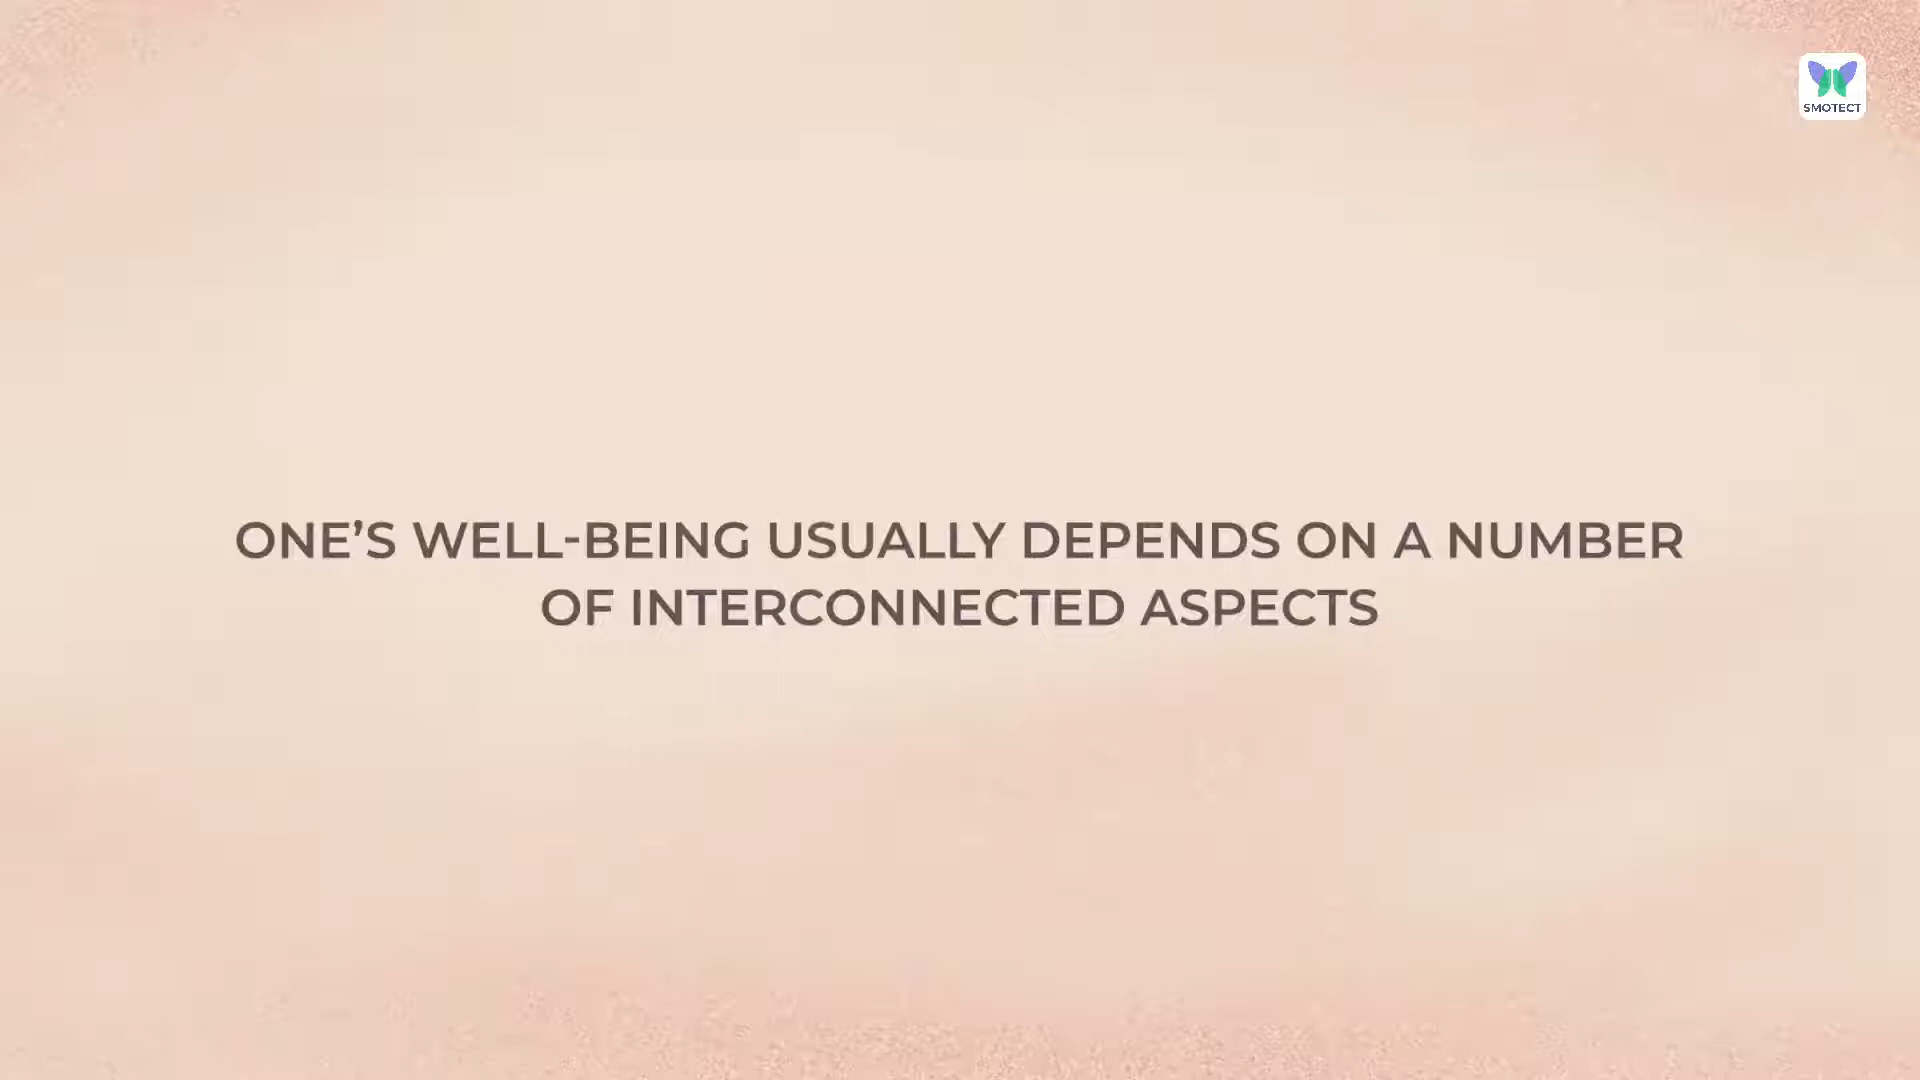 SMOTECT
ONE’S WELL-BEING USUALLY DEPENDS ON A NUMBER
OF INTERCONNECTED ASPECTS